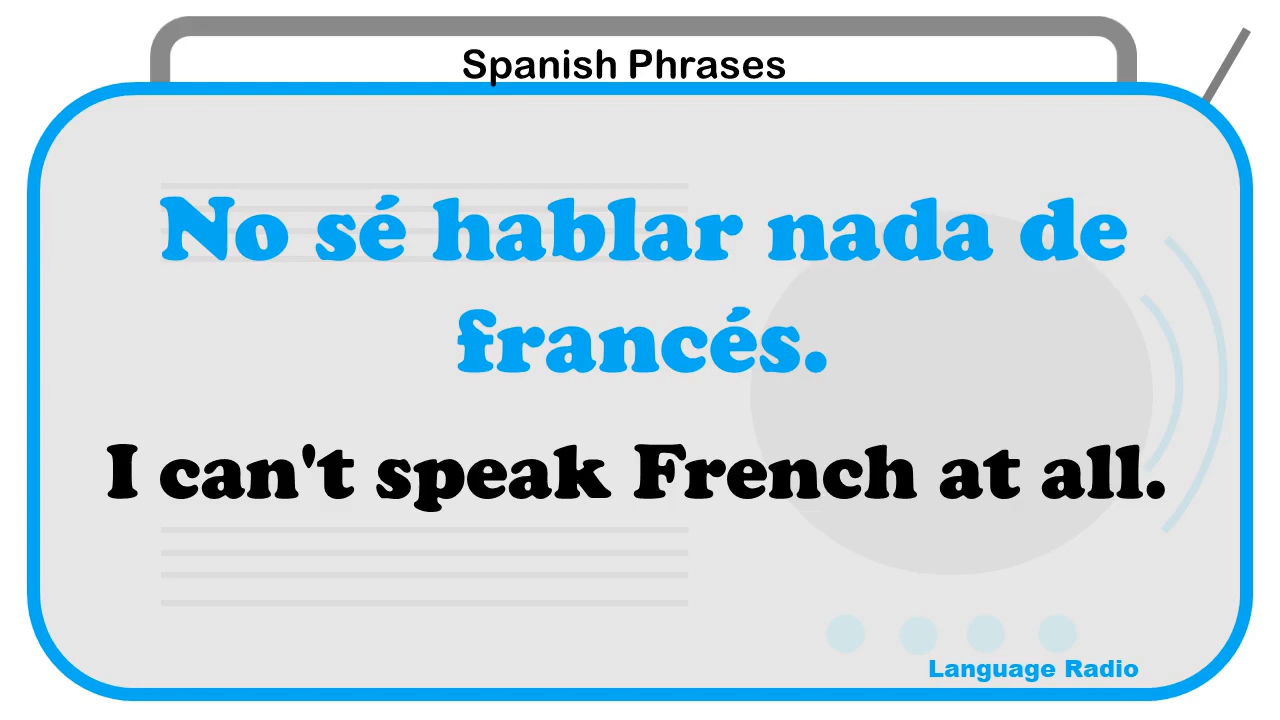 Spanish Phrases
No sé hablar nada de
francés.
I can't speak French at all.
Language Radio